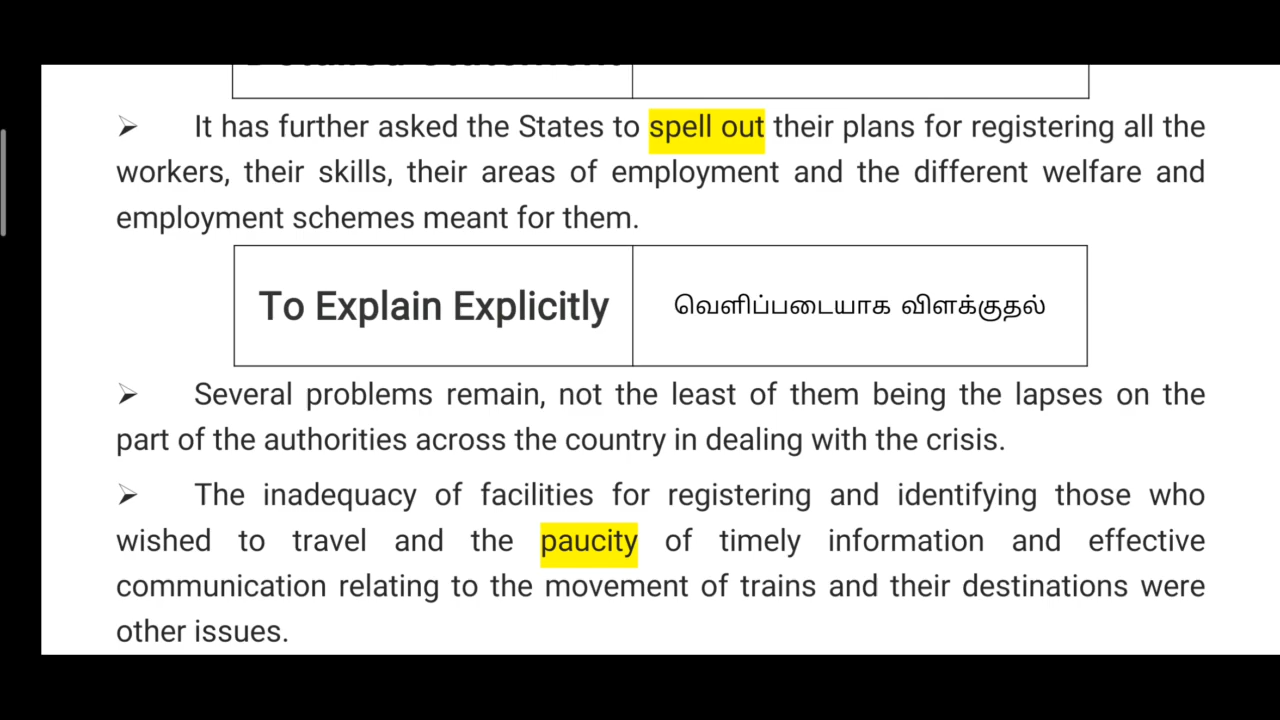 ➢ It has further asked the States to spell out their plans for registering all the
workers, their skills, their areas of employment and the different welfare and
employment schemes meant for them.
To Explain Explicitly வெளிப்படையாக விளக்குதல்
➢ Several problems remain, not the least of them being the lapses on the
part of the authorities across the country in dealing with the crisis.
➢ The inadequacy of facilities for registering and identifying those who
wished to travel and the paucity of timely information and effective
communication relating to the movement of trains and their destinations were
other issues.